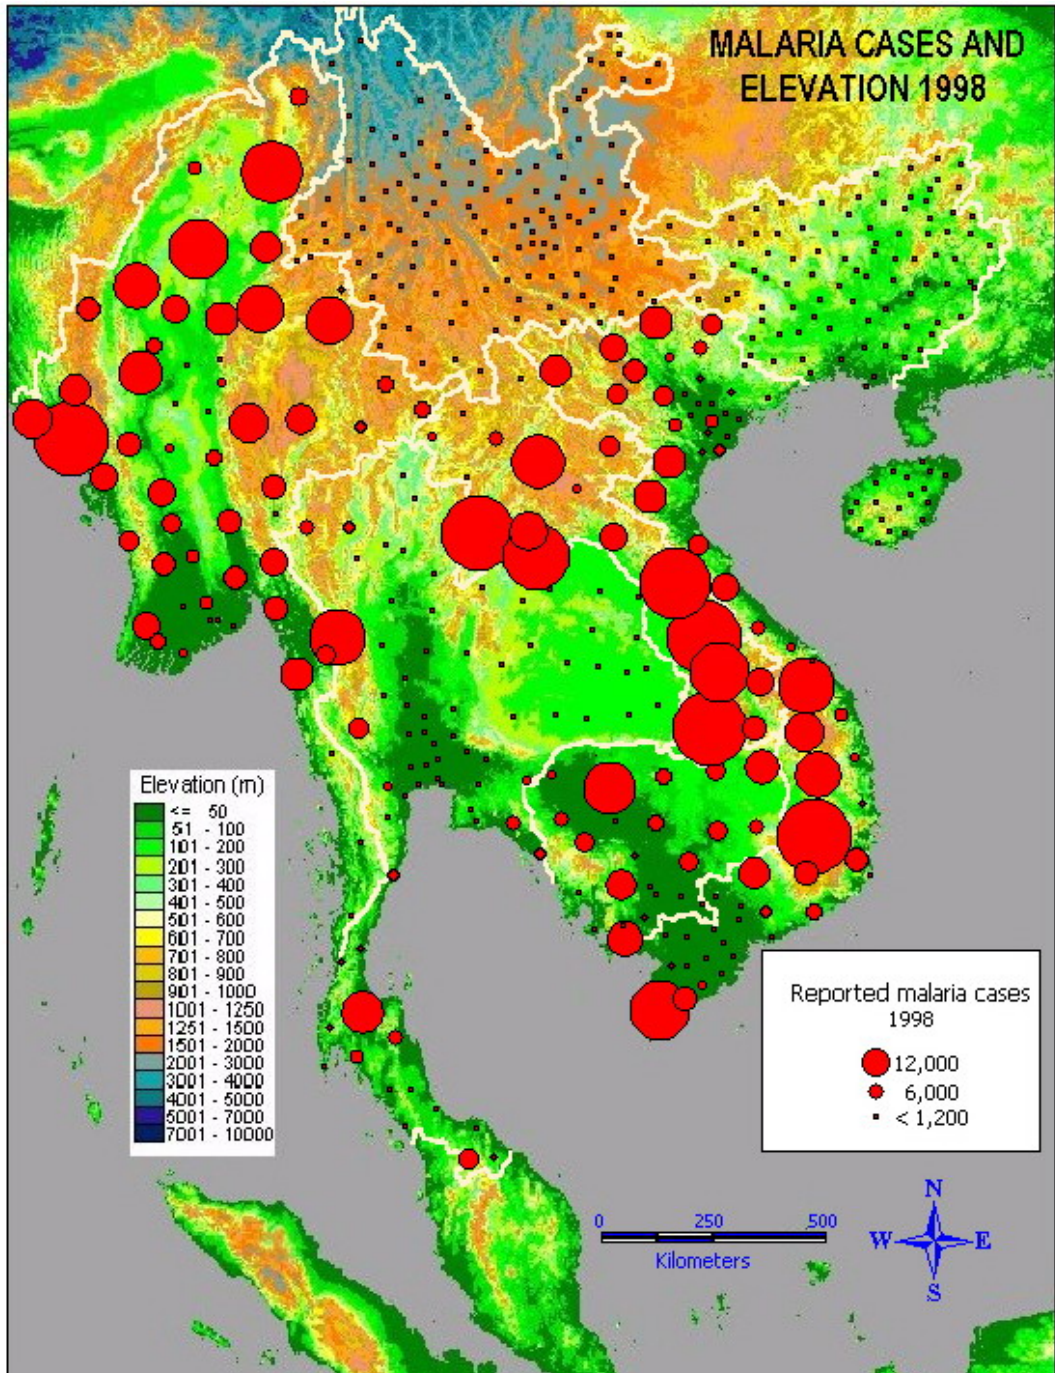 MALARIA CASES AND
ELEVATION 1998
Elevation (m)
<= 50
51 - 100
101 - 200
201 - 300
301 - 400
401 - 500
501 - 600
601 - 700
701 - 800
801 - 900
901 - 1000
1001 - 1250
1251 - 1500
1501 - 2000
2001 - 3000
3001 - 4000
4001 - 5000
5001 - 7000
7001 - 10000
Reported malaria cases
1998
12,000
6,000
< 1,200
0 250 500
Kilometers
N
W E
S